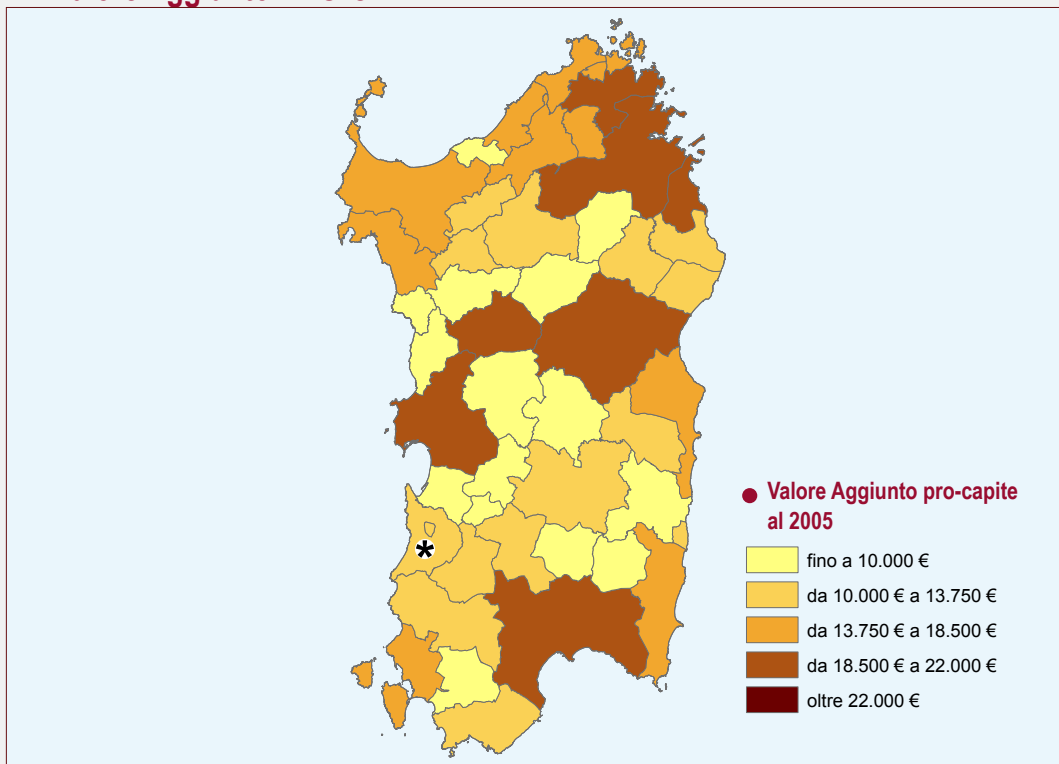 Valore Aggiunto pro-capite
al 2005
fino a 10.000 €
da 10.000 € a 13.750 €
da 13.750 € a 18.500 €
da 18.500 € a 22.000 €
oltre 22.000 €
*